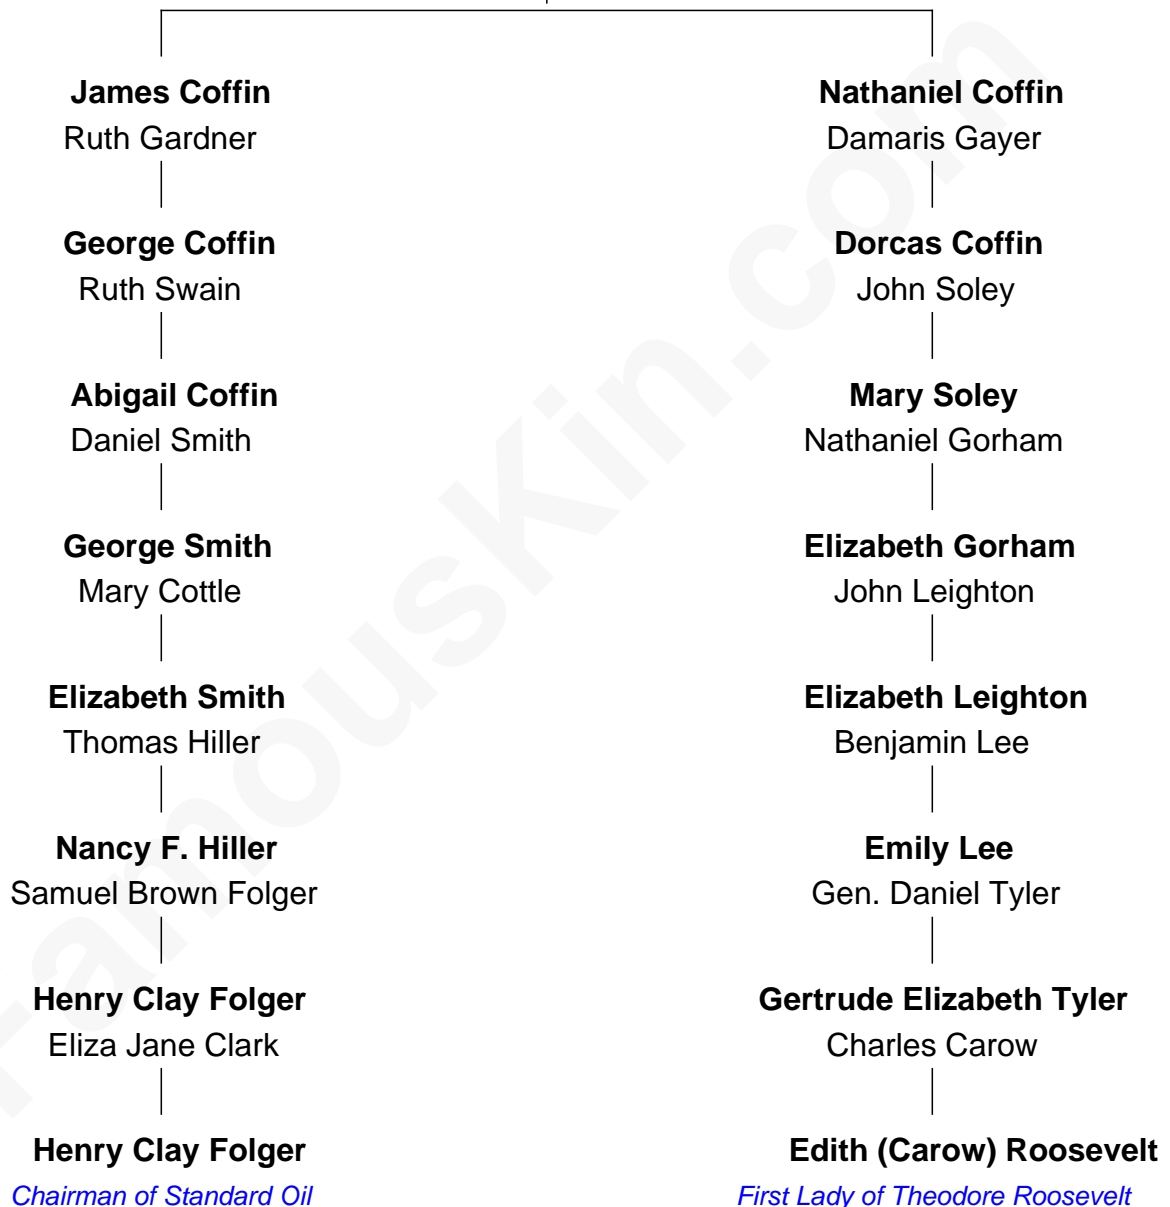 James Coffin
Ruth Gardner
George Coffin
Ruth Swain
Abigail Coffin
Daniel Smith
George Smith
Mary Cottle
Elizabeth Smith
Thomas Hiller
Nancy F. Hiller
Samuel Brown Folger
Henry Clay Folger
Eliza Jane Clark
Henry Clay Folger
Chairman of Standard Oil
Nathaniel Coffin
Damaris Gayer
Dorcas Coffin
John Soley
Mary Soley
Nathaniel Gorham
Elizabeth Gorham
John Leighton
Elizabeth Leighton
Benjamin Lee
Emily Lee
Gen. Daniel Tyler
Gertrude Elizabeth Tyler
Charles Carow
Edith (Carow) Roosevelt
First Lady of Theodore Roosevelt
FamousKin.com